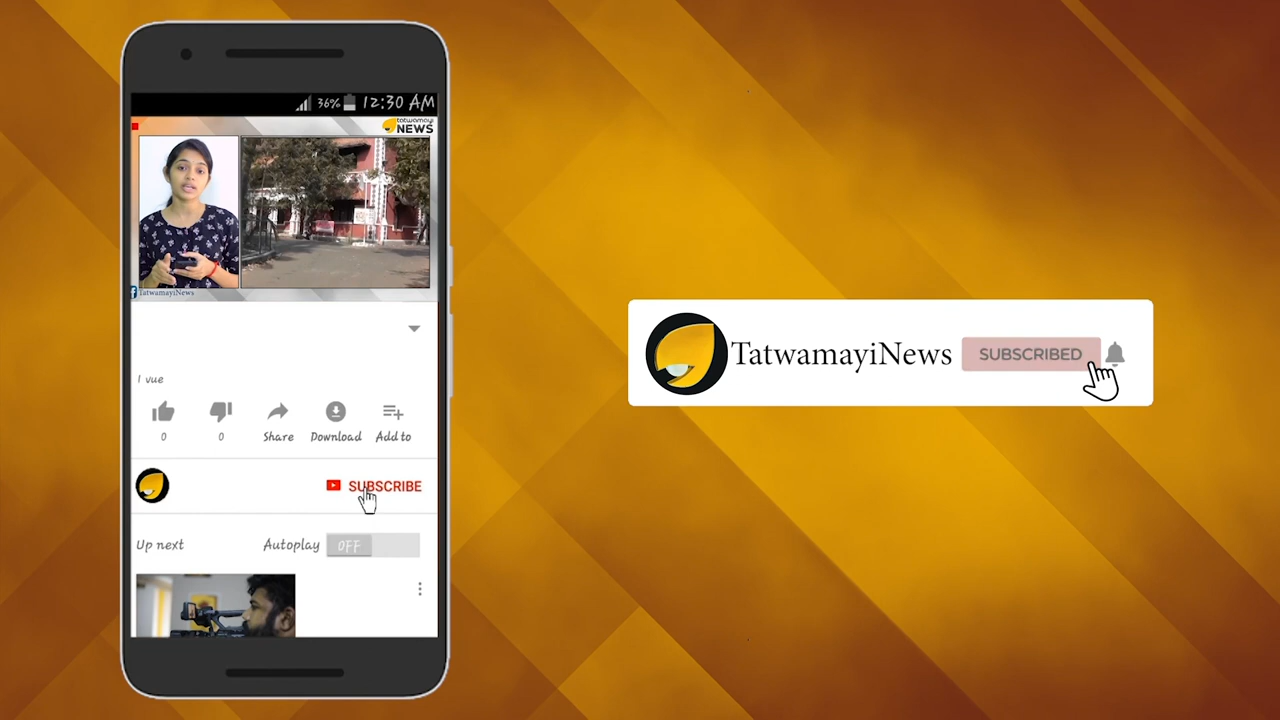 36% 12:30 AM
tatwamayi
NEWS
TatwamayiNews
1 vue
0 0 Share Download Add to
SUBSCRIBE
Up next Autoplay OFF
TatwamayiNews SUBSCRIBED